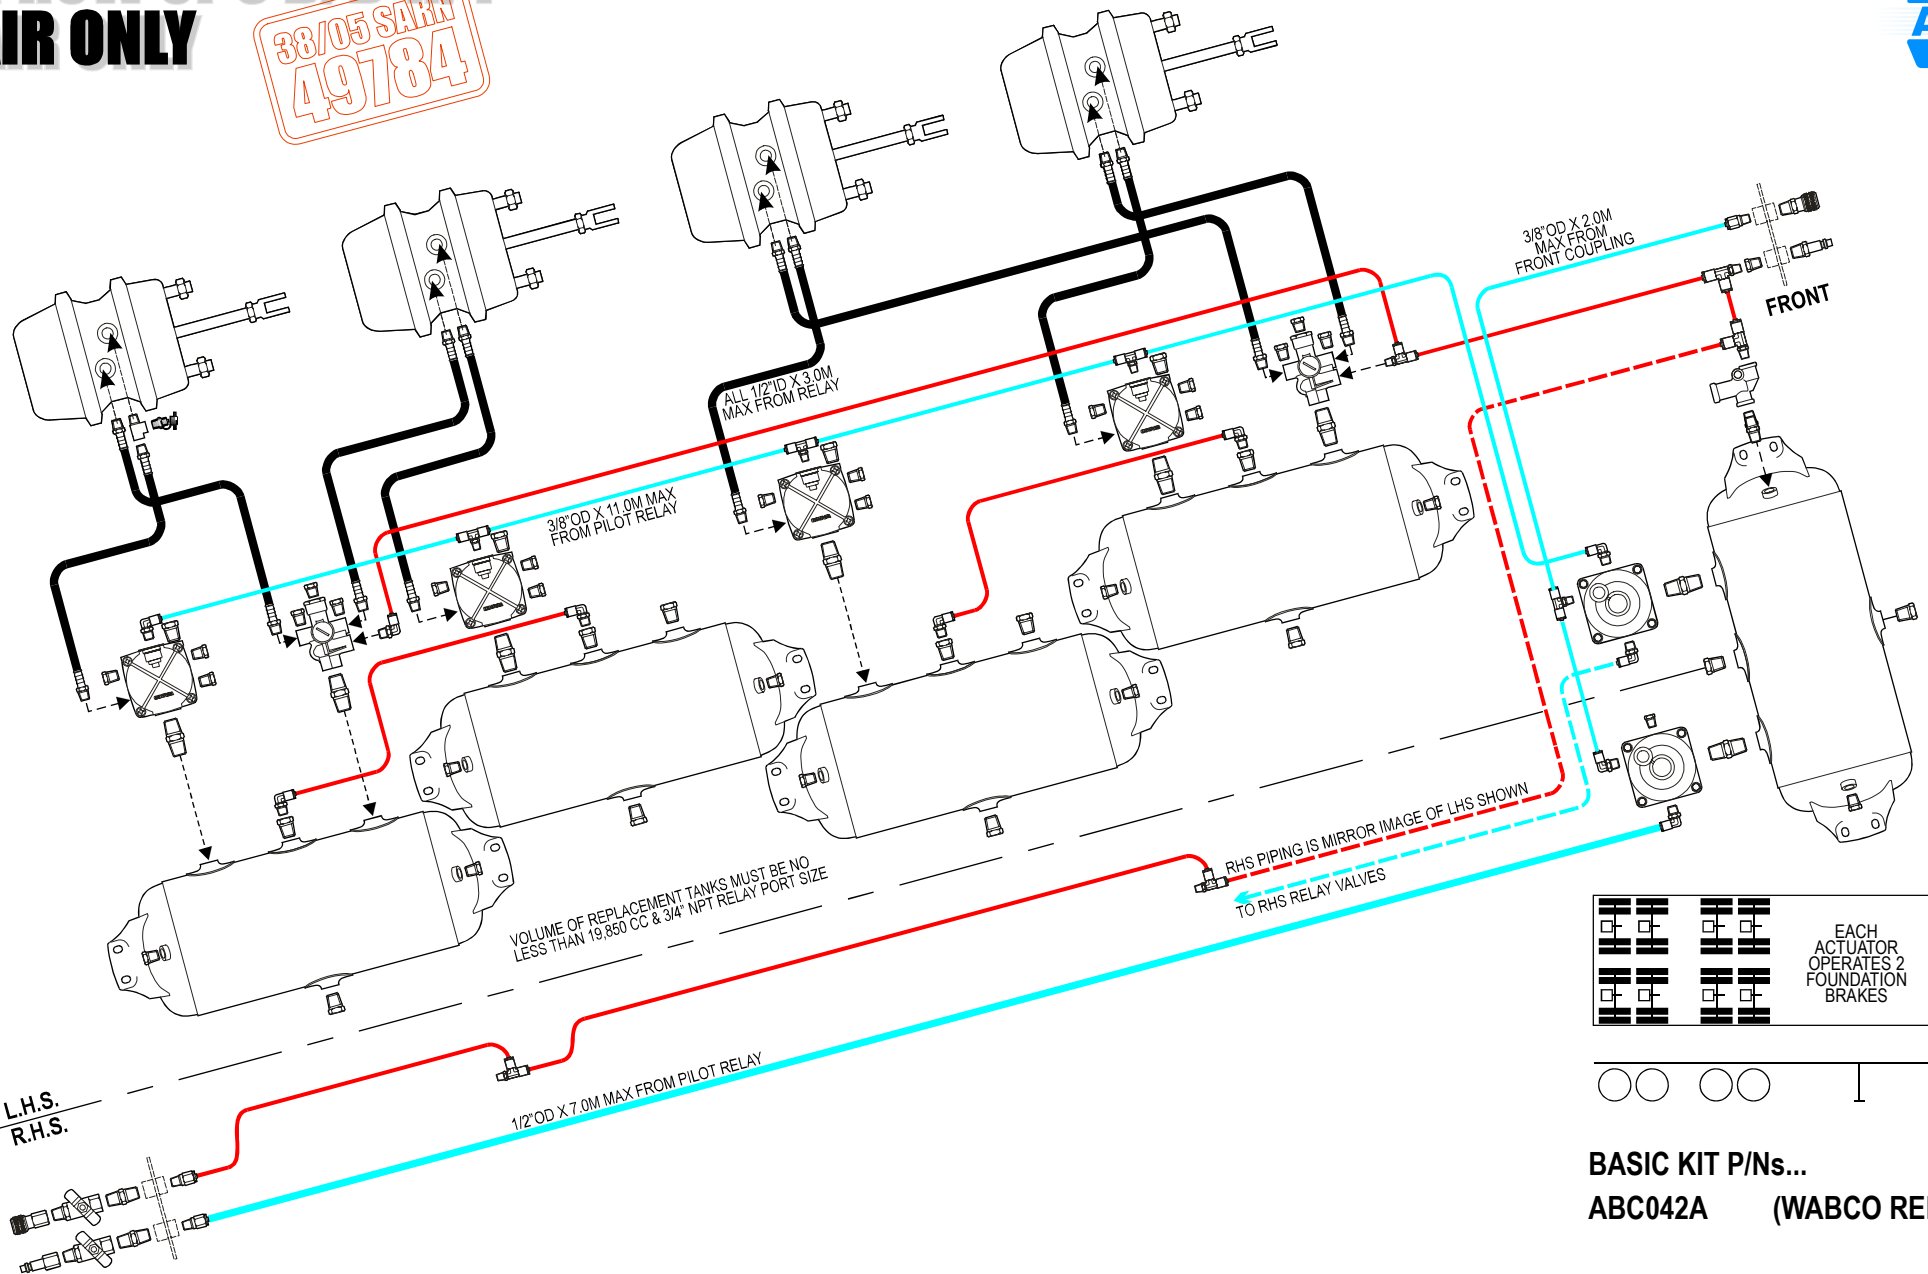 IR ONLY
38/05 SARN
49784
3/8"OD X 2.0M
MAX FROM
FRONT COUPLING
FRONT
ALL 1/2"ID X 3.0M
MAX FROM RELAY
3/8"OD X 11.0M MAX
FROM PILOT RELAY
RHS PIPING IS MIRROR IMAGE OF LHS SHOWN
TO RHS RELAY VALVES
VOLUME OF REPLACEMENT TANKS MUST BE NO
LESS THAN 19,850 CC & 3/4" NPT RELAY PORT SIZE
EACH
ACTUATOR
OPERATES 2
FOUNDATION
BRAKES
1/2"OD X 7.0M MAX FROM PILOT RELAY
L.H.S.
R.H.S.
BASIC KIT P/Ns...
ABC042A (WABCO